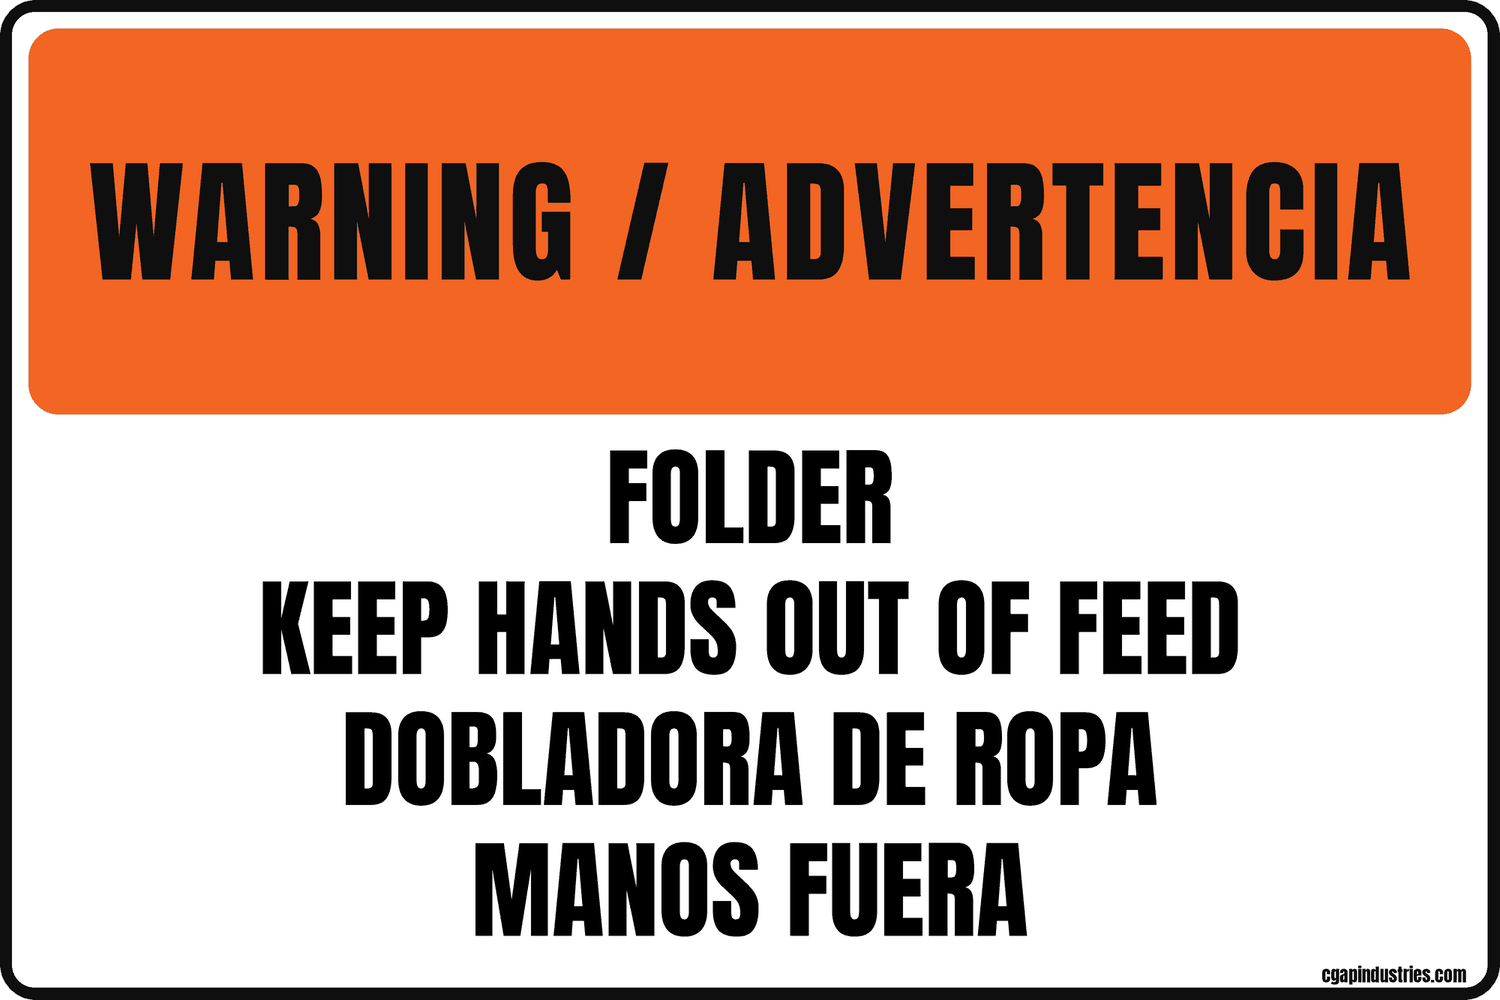 WARNING / ADVERTENCIA
FOLDER
KEEP HANDS OUT OF FEED
DOBLADORA DE ROPA
MANOS FUERA
cgapindustries.com